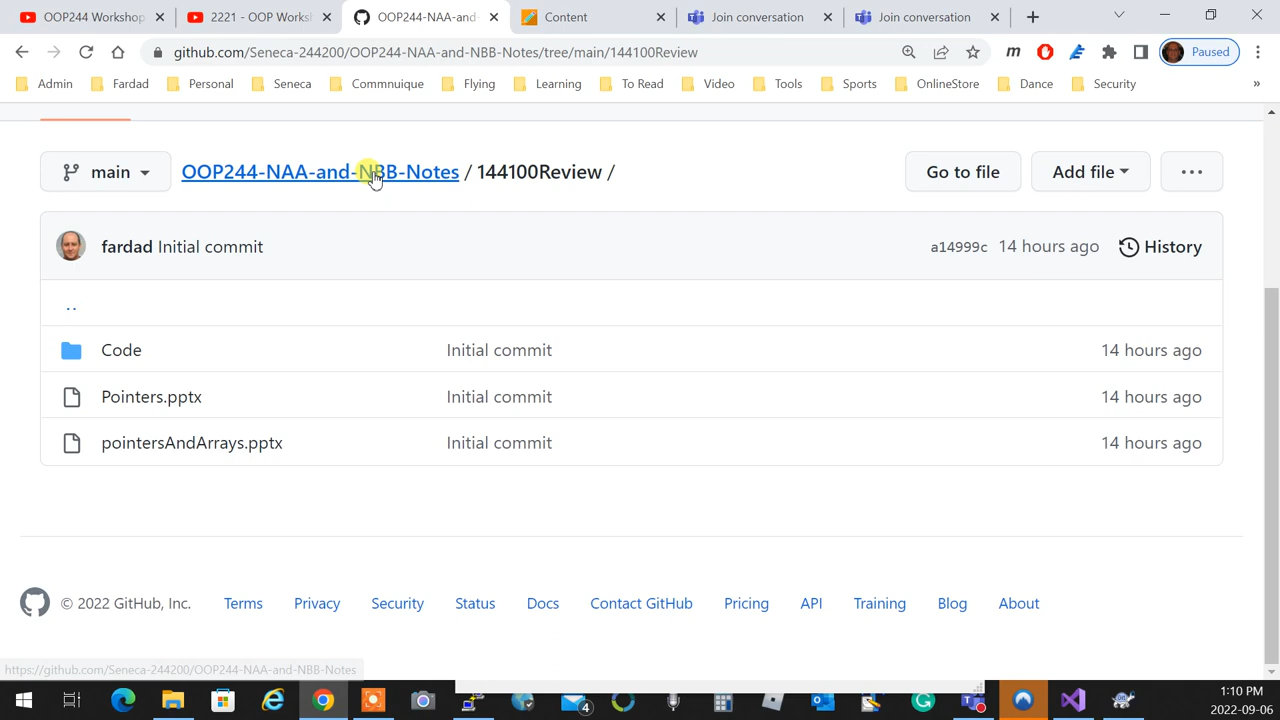 OOP244 Workshop
2221 - OOP Works
OOP244-NAA-and-
Content
Join conversation
Join conversation
github.com/Seneca-244200/OOP244-NAA-and-NBB-Notes/tree/main/144100Review
m
Paused
Admin
Fardad
Personal
Seneca
Commnuique
Flying
Learning
To Read
Video
Tools
Sports
OnlineStore
Dance
Security
»
main
OOP244-NAA-and-NBB-Notes / 144100Review /
Go to file
Add file
...
fardad Initial commit
a14999c 14 hours ago
History
..
Code Initial commit 14 hours ago
Pointers.pptx Initial commit 14 hours ago
pointersAndArrays.pptx Initial commit 14 hours ago
© 2022 GitHub, Inc.
Terms
Privacy
Security
Status
Docs
Contact GitHub
Pricing
API
Training
Blog
About
https://github.com/Seneca-244200/OOP244-NAA-and-NBB-Notes
4
1:10 PM
2022-09-06